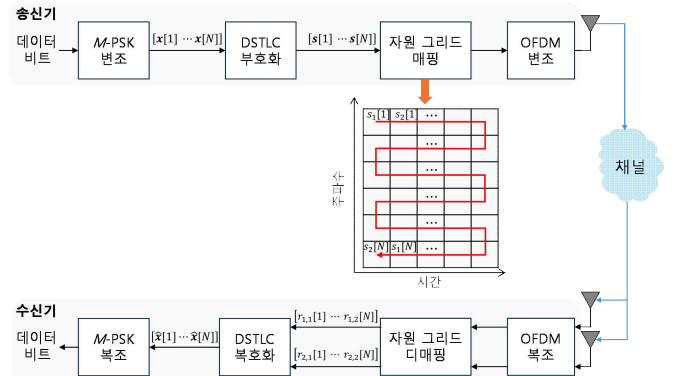 송신기
데이터
비트
M-PSK
변조
[x[1] ⋯ x[N]]
DSTLC
부호화
[s[1] ⋯ s[N]]
자원 그리드
매핑
OFDM
변조
s₁[1] s₂[1] ⋯
⋯
⋯
⋯
⋯
s₂[N] s₁[N] ⋯
주파수
시간
채널
수신기
데이터
비트
M-PSK
복조
[x̂[1] ⋯ x̂[N]]
DSTLC
복호화
[r₁,₁[1] ⋯ r₁,₂[N]]
[r₂,₁[1] ⋯ r₂,₂[N]]
자원 그리드
디매핑
OFDM
복조